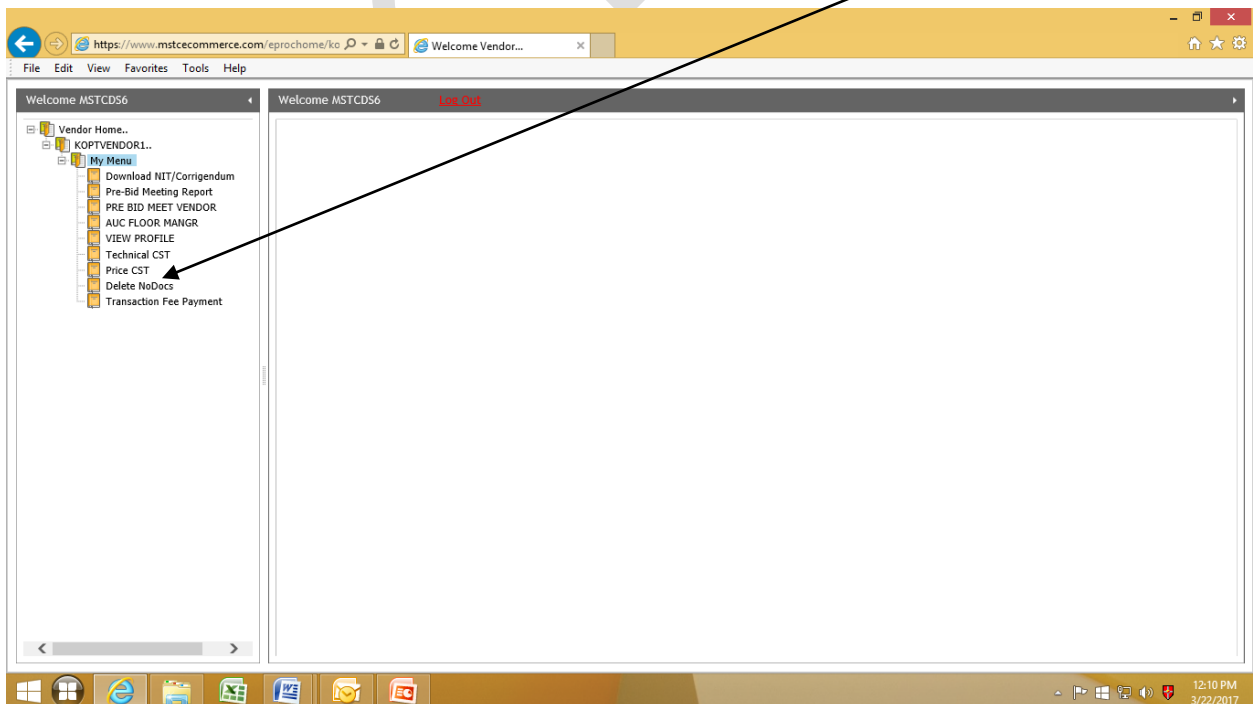 https://www.mstcecommerce.com/eprochome/ko
Welcome Vendor...
File Edit View Favorites Tools Help
Welcome MSTCDS6
Welcome MSTCDS6 Log Out
Vendor Home..
KOPTVENDOR1..
My Menu
Download NIT/Corrigendum
Pre-Bid Meeting Report
PRE BID MEET VENDOR
AUC FLOOR MANGR
VIEW PROFILE
Technical CST
Price CST
Delete NoDocs
Transaction Fee Payment
12:10 PM
3/22/2017